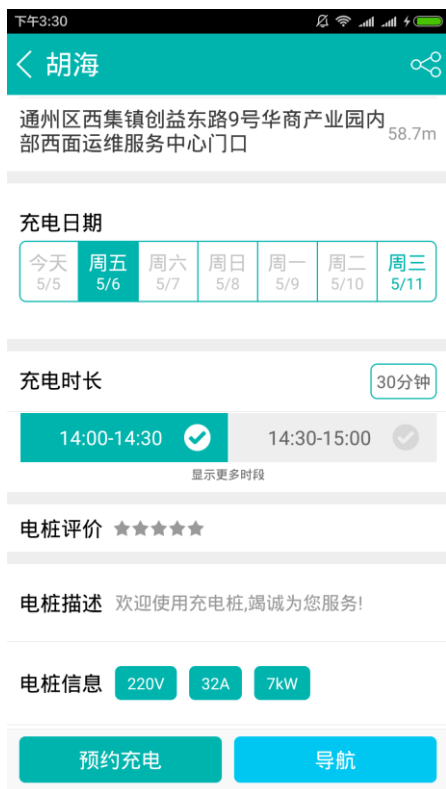 下午3:30
胡海
通州区西集镇创益东路9号华商产业园内
部西面运维服务中心门口
58.7m
充电日期
今天 周五 周六 周日 周一 周二 周三
5/5 5/6 5/7 5/8 5/9 5/10 5/11
充电时长 30分钟
14:00-14:30 14:30-15:00
显示更多时段
电桩评价
电桩描述 欢迎使用充电桩,竭诚为您服务!
电桩信息 220V 32A 7kW
预约充电 导航